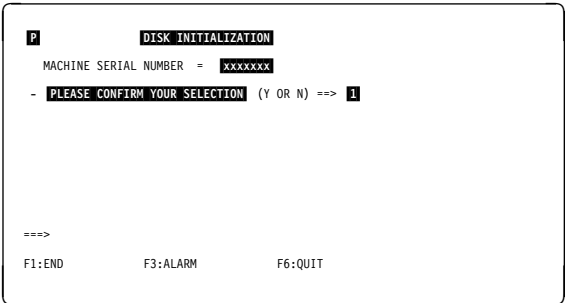 P DISK INITIALIZATION
MACHINE SERIAL NUMBER = xxxxxxx
- PLEASE CONFIRM YOUR SELECTION (Y OR N) ==> 1
===>
F1:END F3:ALARM F6:QUIT